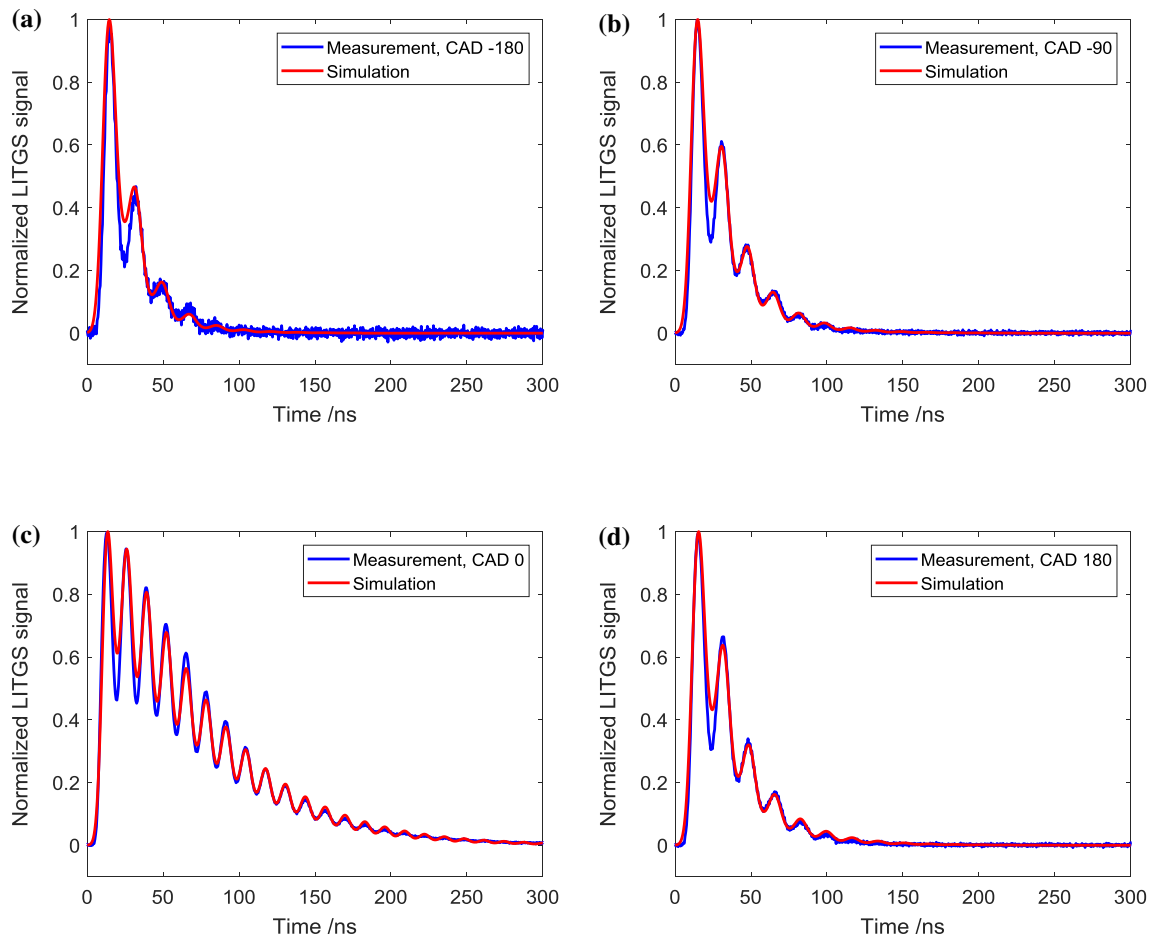 (a)
Normalized LITGS signal
1
0.8
0.6
0.4
0.2
0
Measurement, CAD -180
Simulation
0 50 100 150 200 250 300
Time /ns
(b)
Normalized LITGS signal
1
0.8
0.6
0.4
0.2
0
Measurement, CAD -90
Simulation
0 50 100 150 200 250 300
Time /ns
(c)
Normalized LITGS signal
1
0.8
0.6
0.4
0.2
0
Measurement, CAD 0
Simulation
0 50 100 150 200 250 300
Time /ns
(d)
Normalized LITGS signal
1
0.8
0.6
0.4
0.2
0
Measurement, CAD 180
Simulation
0 50 100 150 200 250 300
Time /ns